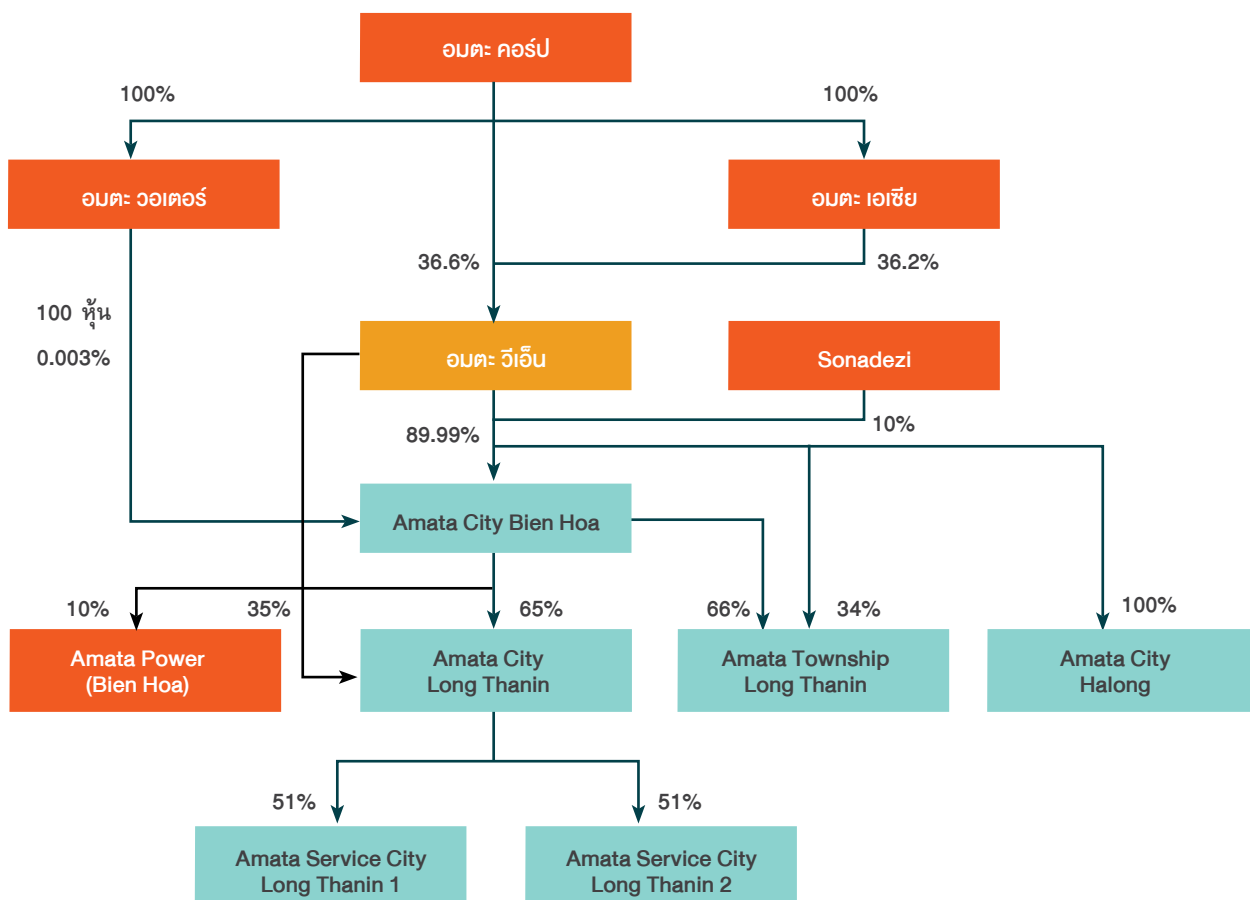 อมตะ คอร์ป
100%
100%
อมตะ วอเตอร์
อมตะ เอเซีย
36.6%
36.2%
100 หุ้น
0.003%
อมตะ วีเอ็น
Sonadezi
89.99%
10%
Amata City Bien Hoa
10%
35%
65%
66%
34%
100%
Amata Power
(Bien Hoa)
Amata City
Long Thanin
Amata Township
Long Thanin
Amata City
Halong
51%
51%
Amata Service City
Long Thanin 1
Amata Service City
Long Thanin 2